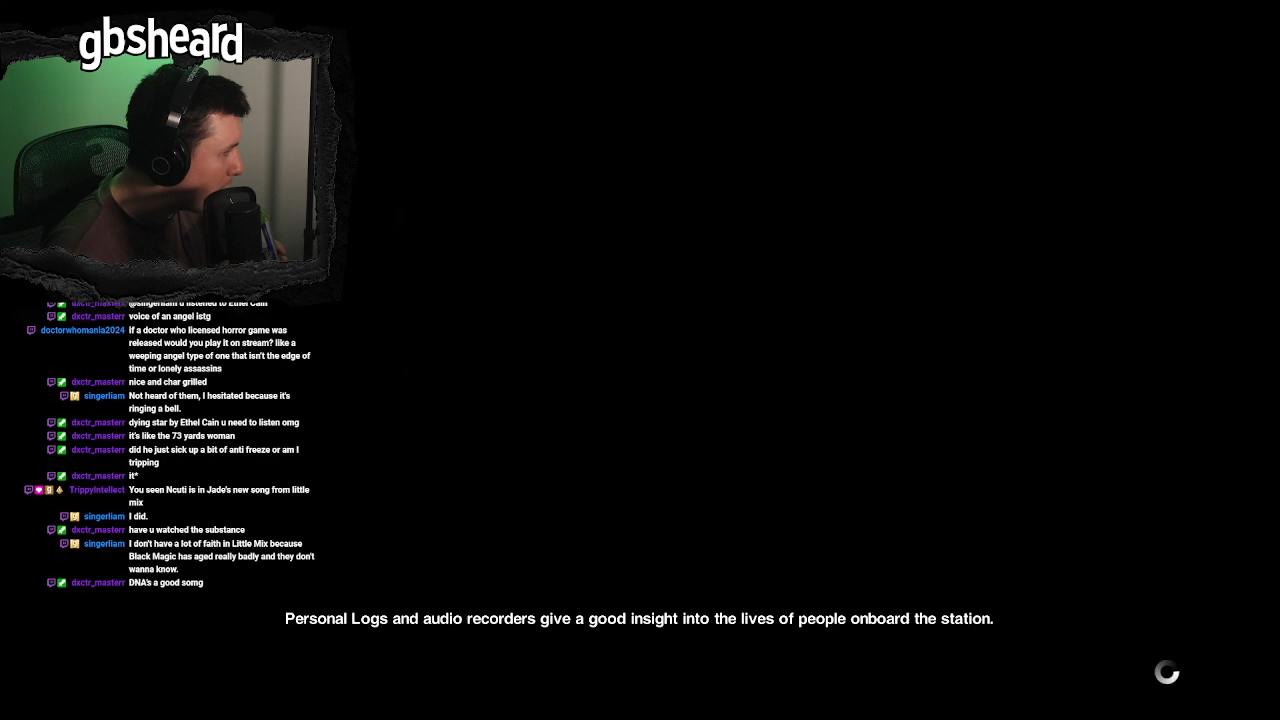 gbsheard
dxctr_masterr @singerliam u listened to Ethel Cain
dxctr_masterr voice of an angel istg
doctorwhomania2024 if a doctor who licensed horror game was
released would you play it on stream? like a
weeping angel type of one that isn't the edge of
time or lonely assassins
dxctr_masterr nice and char grilled
singerliam Not heard of them, I hesitated because it's
ringing a bell.
dxctr_masterr dying star by Ethel Cain u need to listen omg
dxctr_masterr it's like the 73 yards woman
dxctr_masterr did he just sick up a bit of anti freeze or am I
tripping
dxctr_masterr it*
TrippyIntellect You seen Ncuti is in Jade's new song from little
mix
singerliam I did.
dxctr_masterr have u watched the substance
singerliam I don't have a lot of faith in Little Mix because
Black Magic has aged really badly and they don't
wanna know.
dxctr_masterr DNA's a good somg
Personal Logs and audio recorders give a good insight into the lives of people onboard the station.